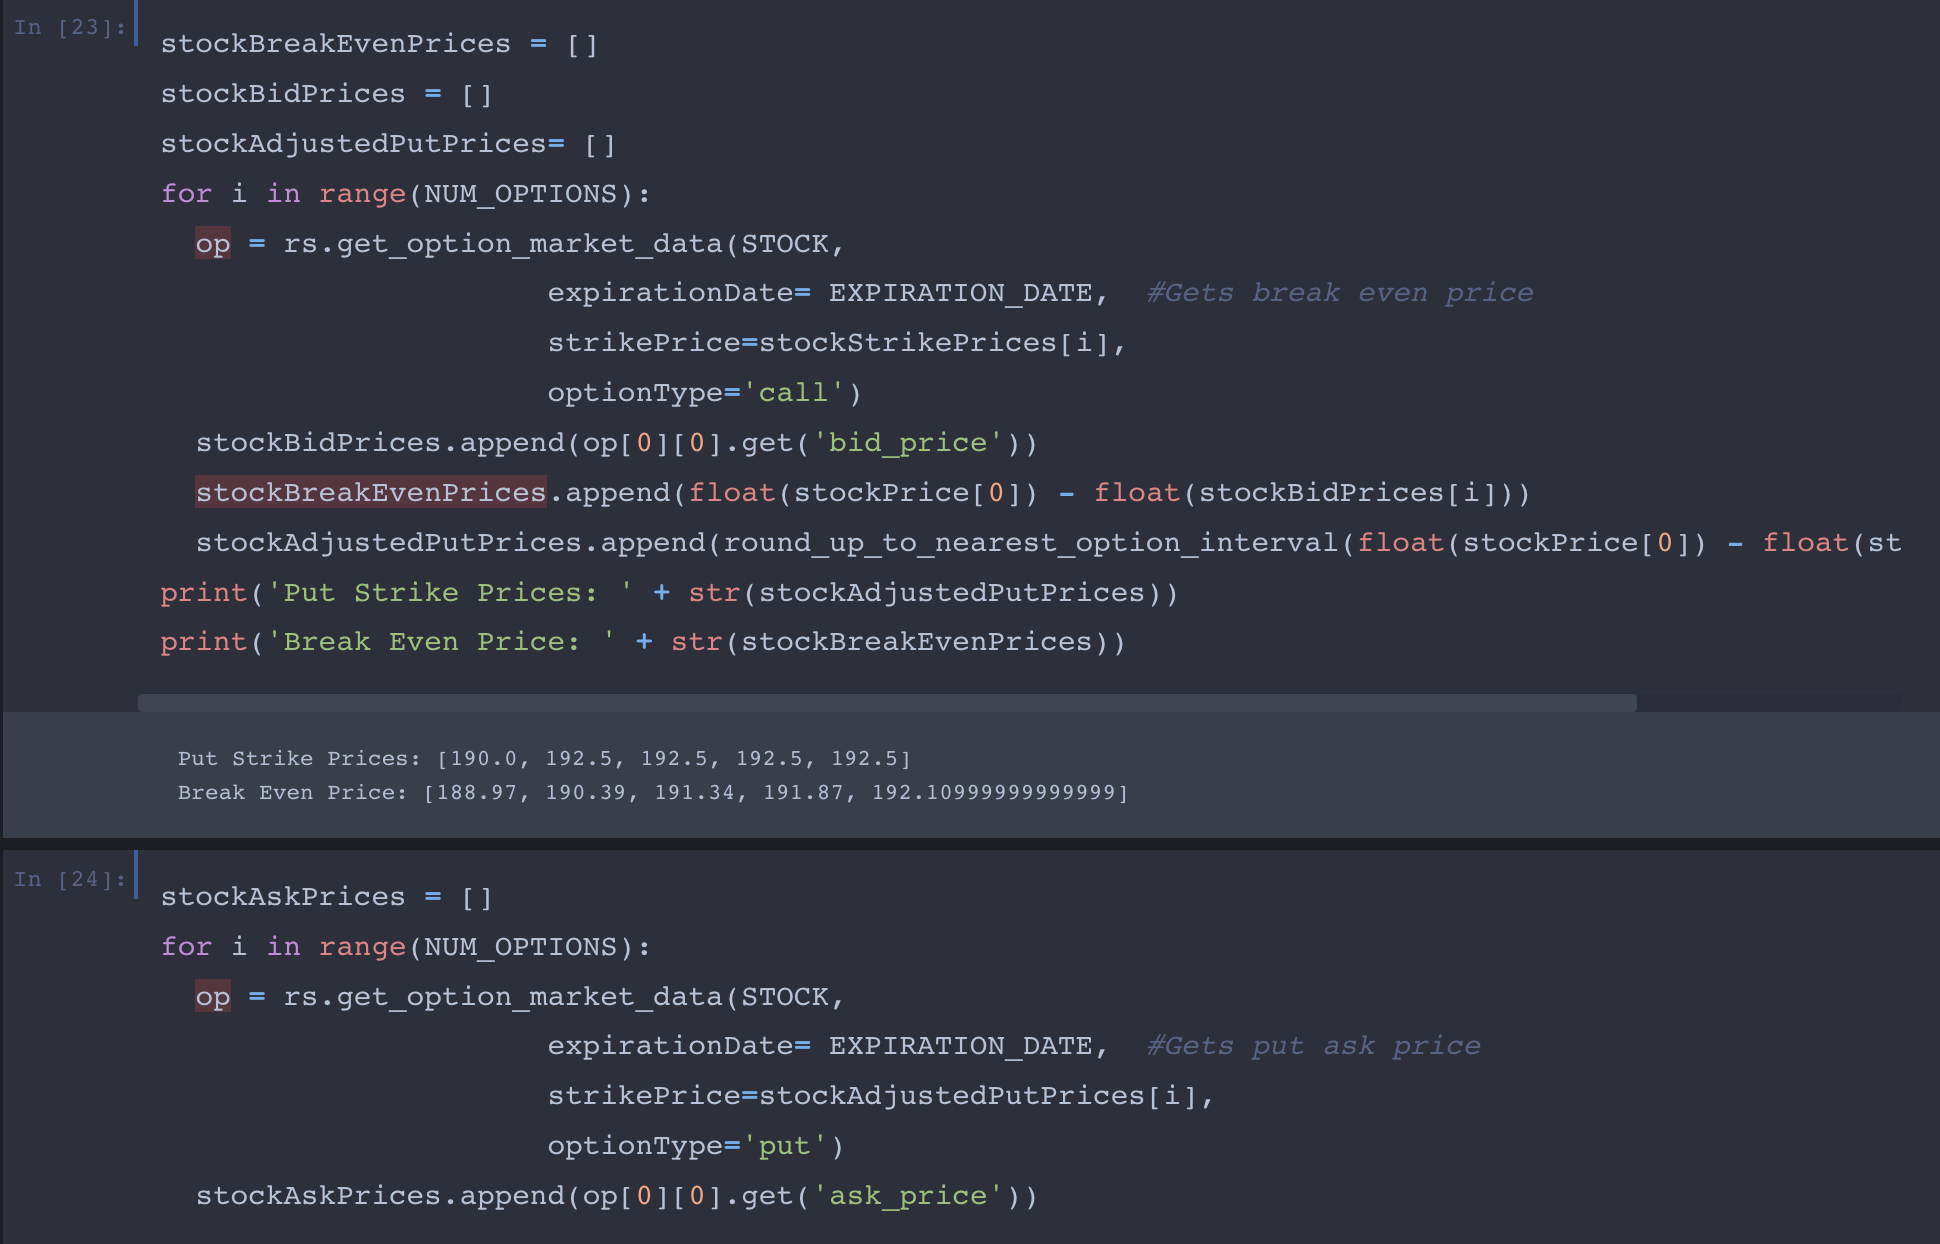 In [23]:
stockBreakEvenPrices = []
stockBidPrices = []
stockAdjustedPutPrices= []
for i in range(NUM_OPTIONS):
  op = rs.get_option_market_data(STOCK,
                      expirationDate= EXPIRATION_DATE,  #Gets break even price
                      strikePrice=stockStrikePrices[i],
                      optionType='call')
  stockBidPrices.append(op[0][0].get('bid_price'))
  stockBreakEvenPrices.append(float(stockPrice[0]) - float(stockBidPrices[i]))
  stockAdjustedPutPrices.append(round_up_to_nearest_option_interval(float(stockPrice[0]) - float(st
print('Put Strike Prices: ' + str(stockAdjustedPutPrices))
print('Break Even Price: ' + str(stockBreakEvenPrices))
Put Strike Prices: [190.0, 192.5, 192.5, 192.5, 192.5]
Break Even Price: [188.97, 190.39, 191.34, 191.87, 192.10999999999999]
In [24]:
stockAskPrices = []
for i in range(NUM_OPTIONS):
  op = rs.get_option_market_data(STOCK,
                      expirationDate= EXPIRATION_DATE,  #Gets put ask price
                      strikePrice=stockAdjustedPutPrices[i],
                      optionType='put')
  stockAskPrices.append(op[0][0].get('ask_price'))